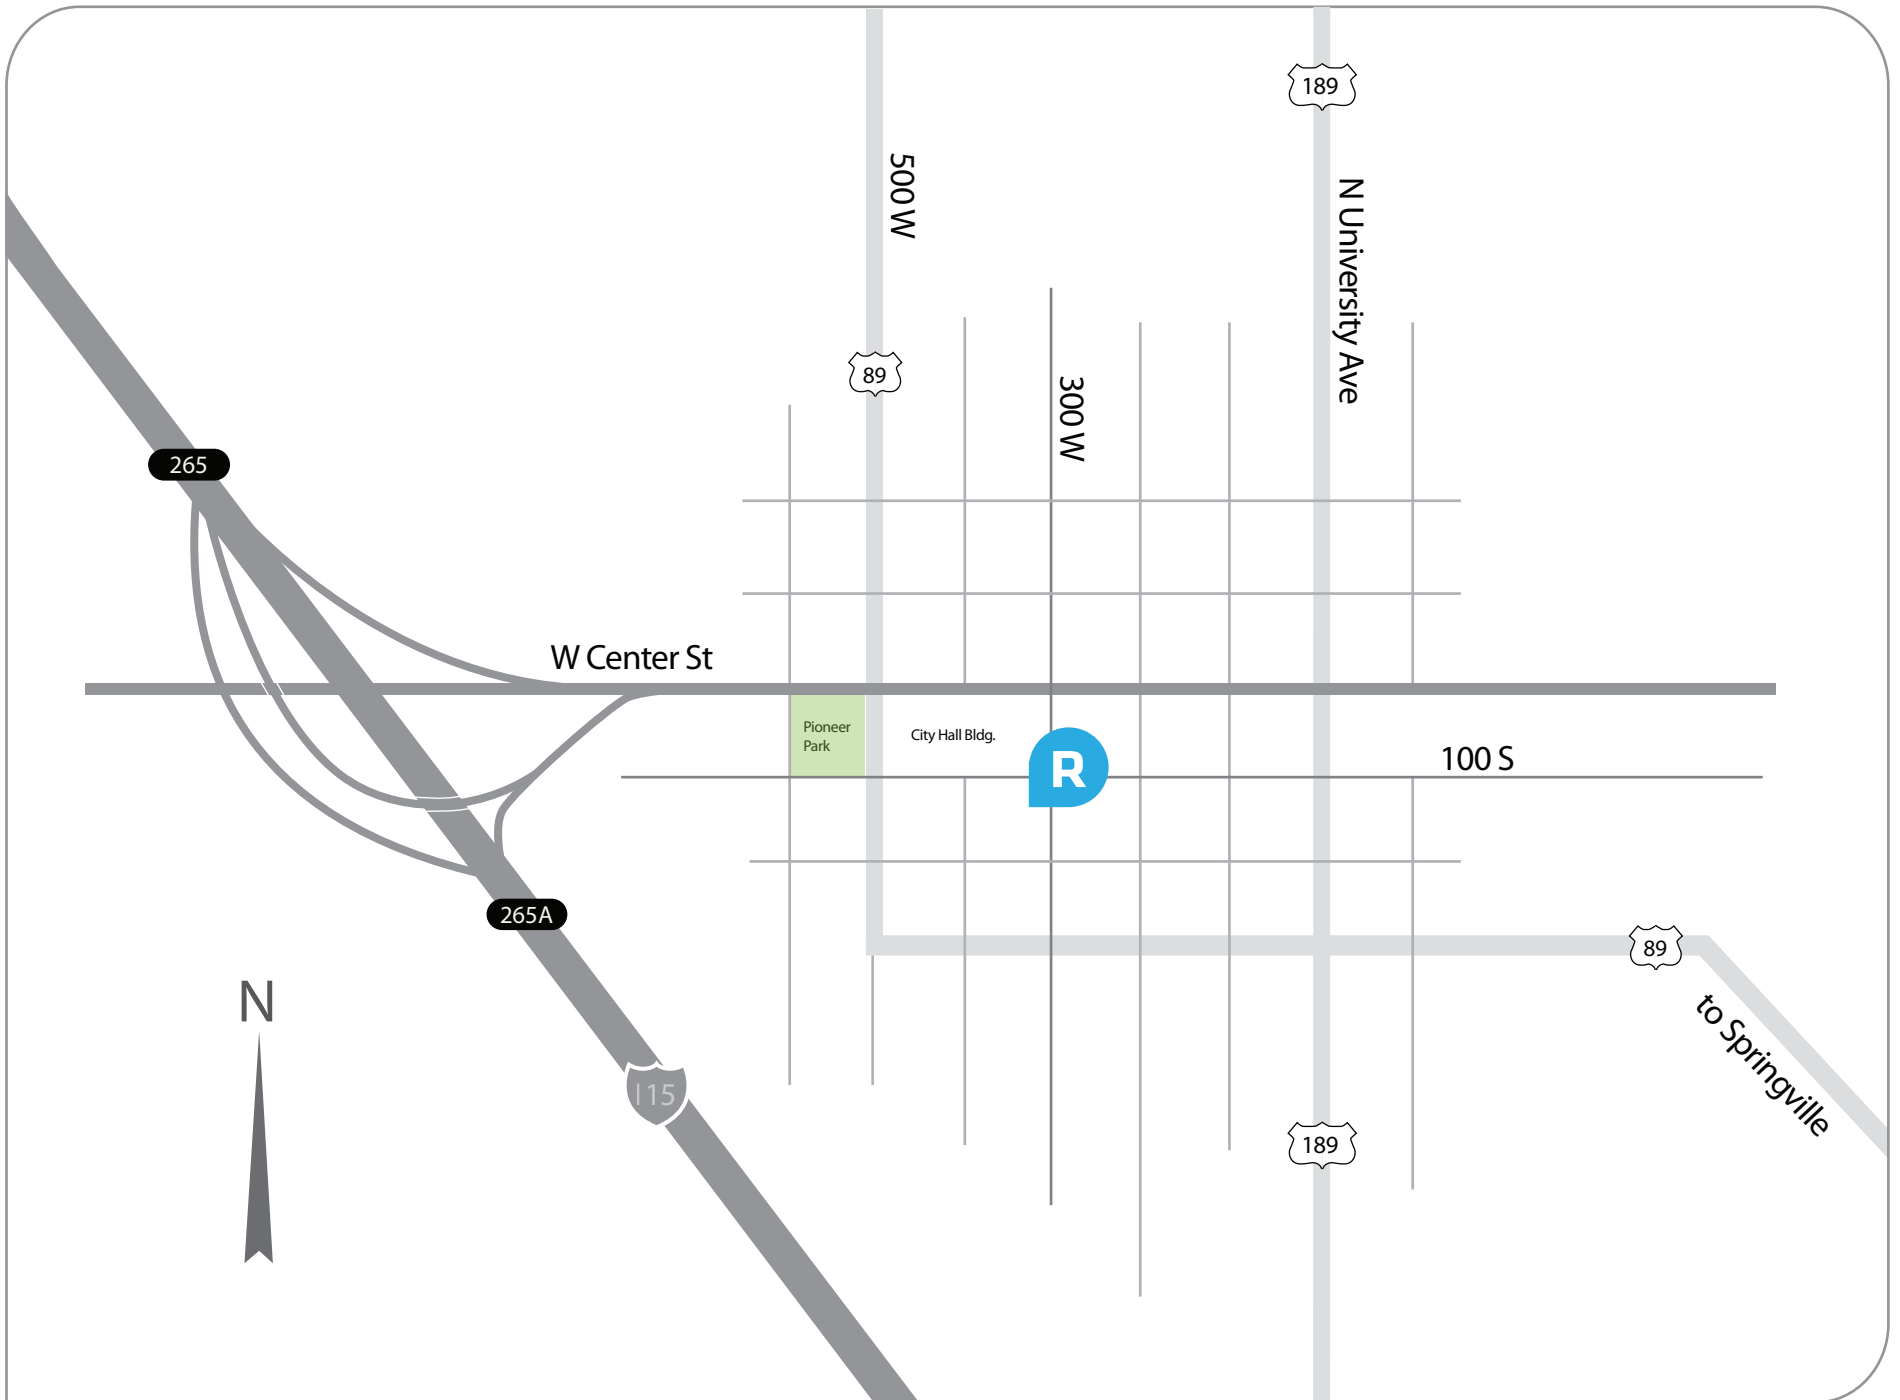 189
500 W
N University Ave
89
300 W
265
W Center St
Pioneer
Park
City Hall Bldg.
R
100 S
265A
89
N
to Springville
I 15
189